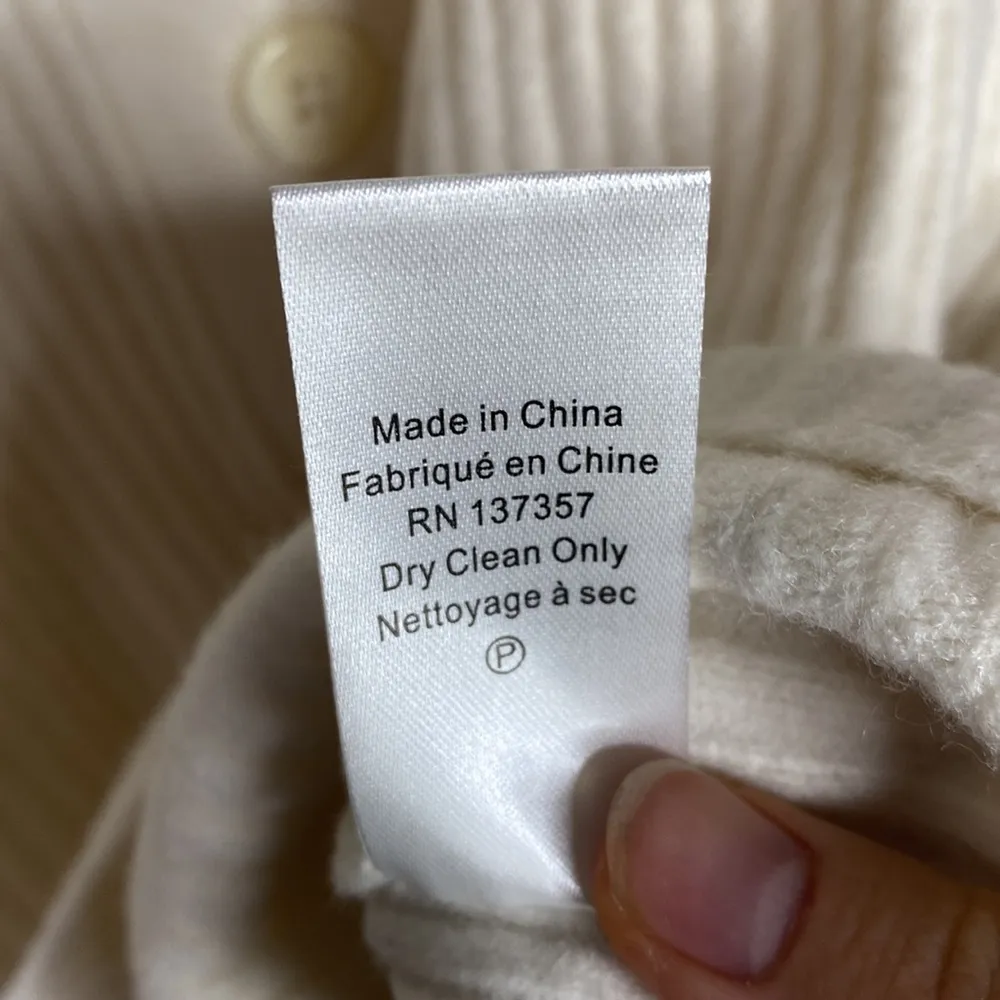 Made in China
Fabriqué en Chine
RN 137357
Dry Clean Only
Nettoyage à sec
Ⓟ